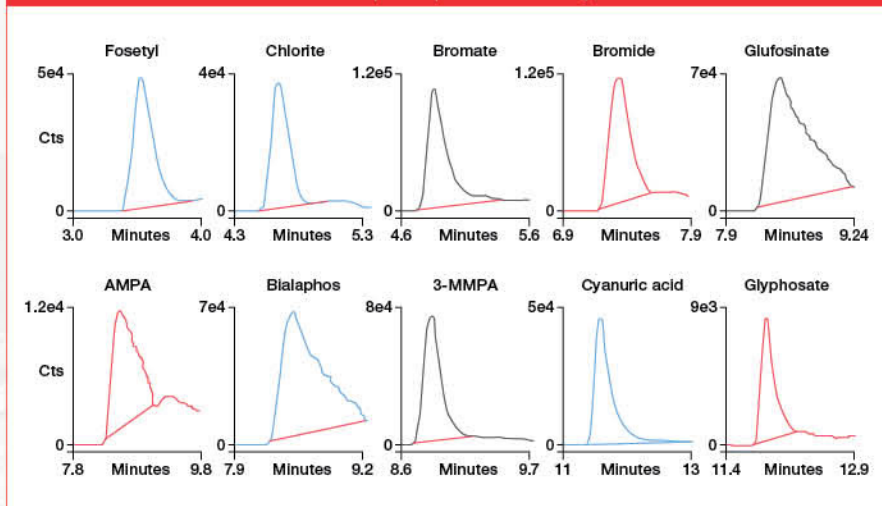 Fosetyl Chlorite Bromate Bromide Glufosinate
5e4 4e4 1.2e5 1.2e5 7e4
Cts
0 0 0 0 0
3.0 Minutes 4.0 4.3 Minutes 5.3 4.6 Minutes 5.6 6.9 Minutes 7.9 7.9 Minutes 9.24
AMPA Bialaphos 3-MMPA Cyanuric acid Glyphosate
1.2e4 7e4 8e4 5e4 9e3
Cts
0 0 0 0 0
7.8 Minutes 9.8 7.9 Minutes 9.2 8.6 Minutes 9.7 11 Minutes 13 11.4 Minutes 12.9